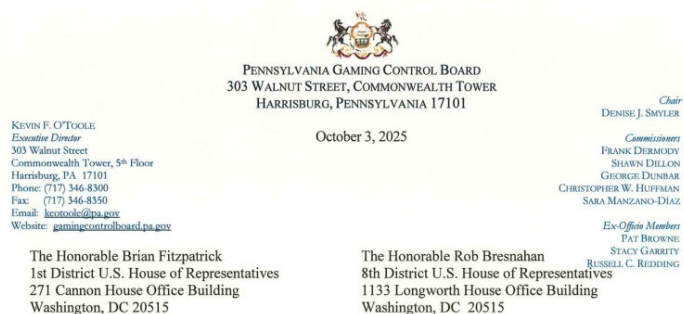 PENNSYLVANIA GAMING CONTROL BOARD
303 WALNUT STREET, COMMONWEALTH TOWER
HARRISBURG, PENNSYLVANIA 17101
October 3, 2025
KEVIN F. O'TOOLE
Executive Director
303 Walnut Street
Commonwealth Tower, 5th Floor
Harrisburg, PA 17101
Phone: (717) 346-8300
Fax: (717) 346-8350
Email: keotoole@pa.gov
Website: gamingcontrolboard.pa.gov
Chair
DENISE J. SMYLER
Commissioners
FRANK DERMODY
SHAWN DILLON
GEORGE DUNBAR
CHRISTOPHER W. HUFFMAN
SARA MANZANO-DÍAZ
Ex-Officio Members
PAT BROWNE
STACY GARRITY
RUSSELL C. REDDING
The Honorable Brian Fitzpatrick
1st District U.S. House of Representatives
271 Cannon House Office Building
Washington, DC 20515
The Honorable Rob Bresnahan
8th District U.S. House of Representatives
1133 Longworth House Office Building
Washington, DC 20515